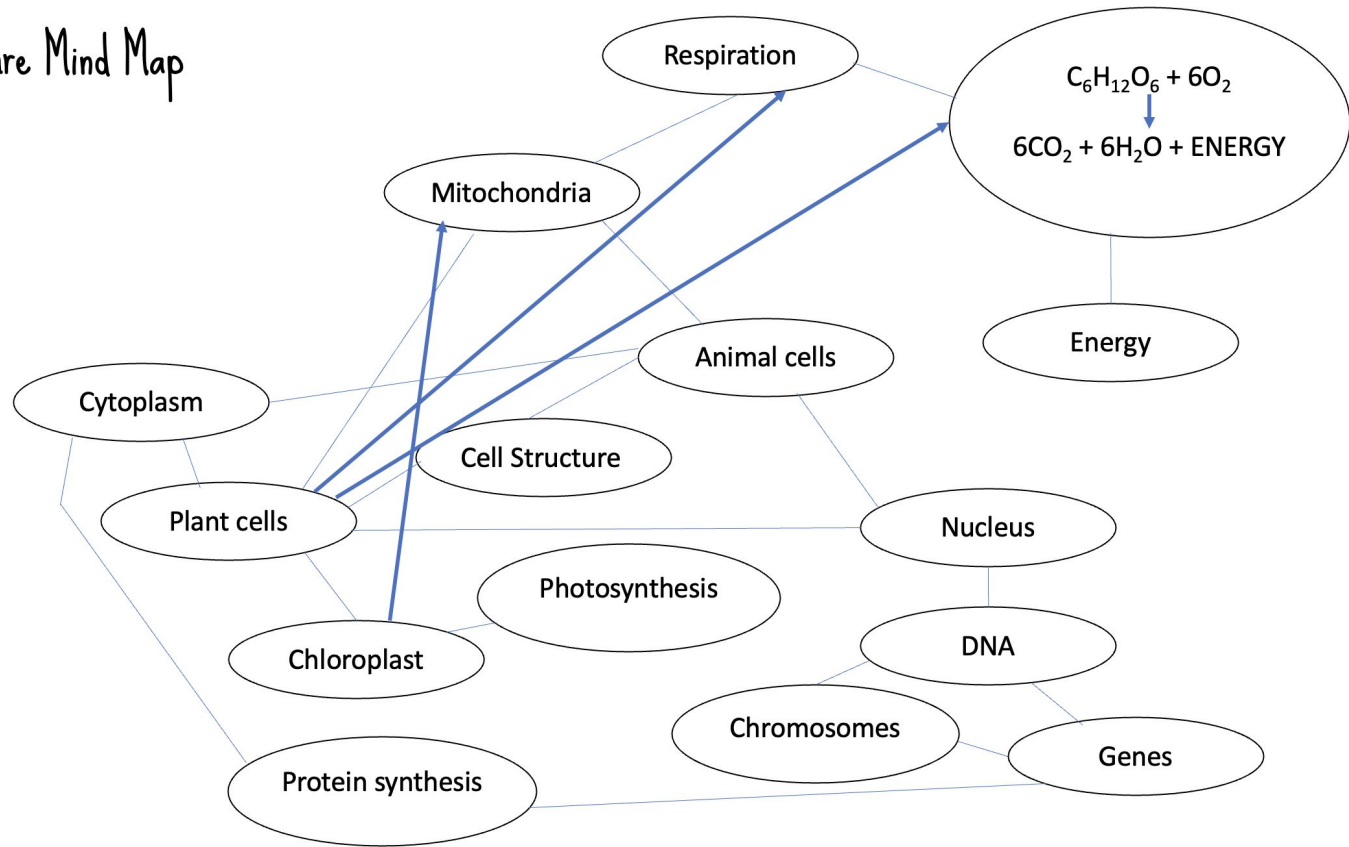 Mind Map
Respiration
C₆H₁₂O₆ + 6O₂
6CO₂ + 6H₂O + ENERGY
Mitochondria
Energy
Animal cells
Cytoplasm
Cell Structure
Plant cells
Nucleus
Photosynthesis
DNA
Chloroplast
Chromosomes
Genes
Protein synthesis